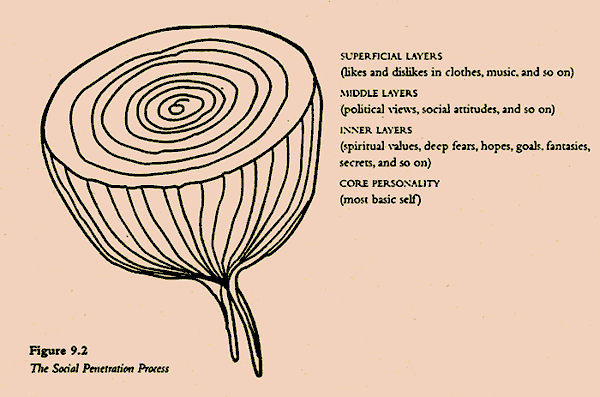 SUPERFICIAL LAYERS
(likes and dislikes in clothes, music, and so on)
MIDDLE LAYERS
(political views, social attitudes, and so on)
INNER LAYERS
(spiritual values, deep fears, hopes, goals, fantasies,
secrets, and so on)
CORE PERSONALITY
(most basic self)
Figure 9.2
The Social Penetration Process